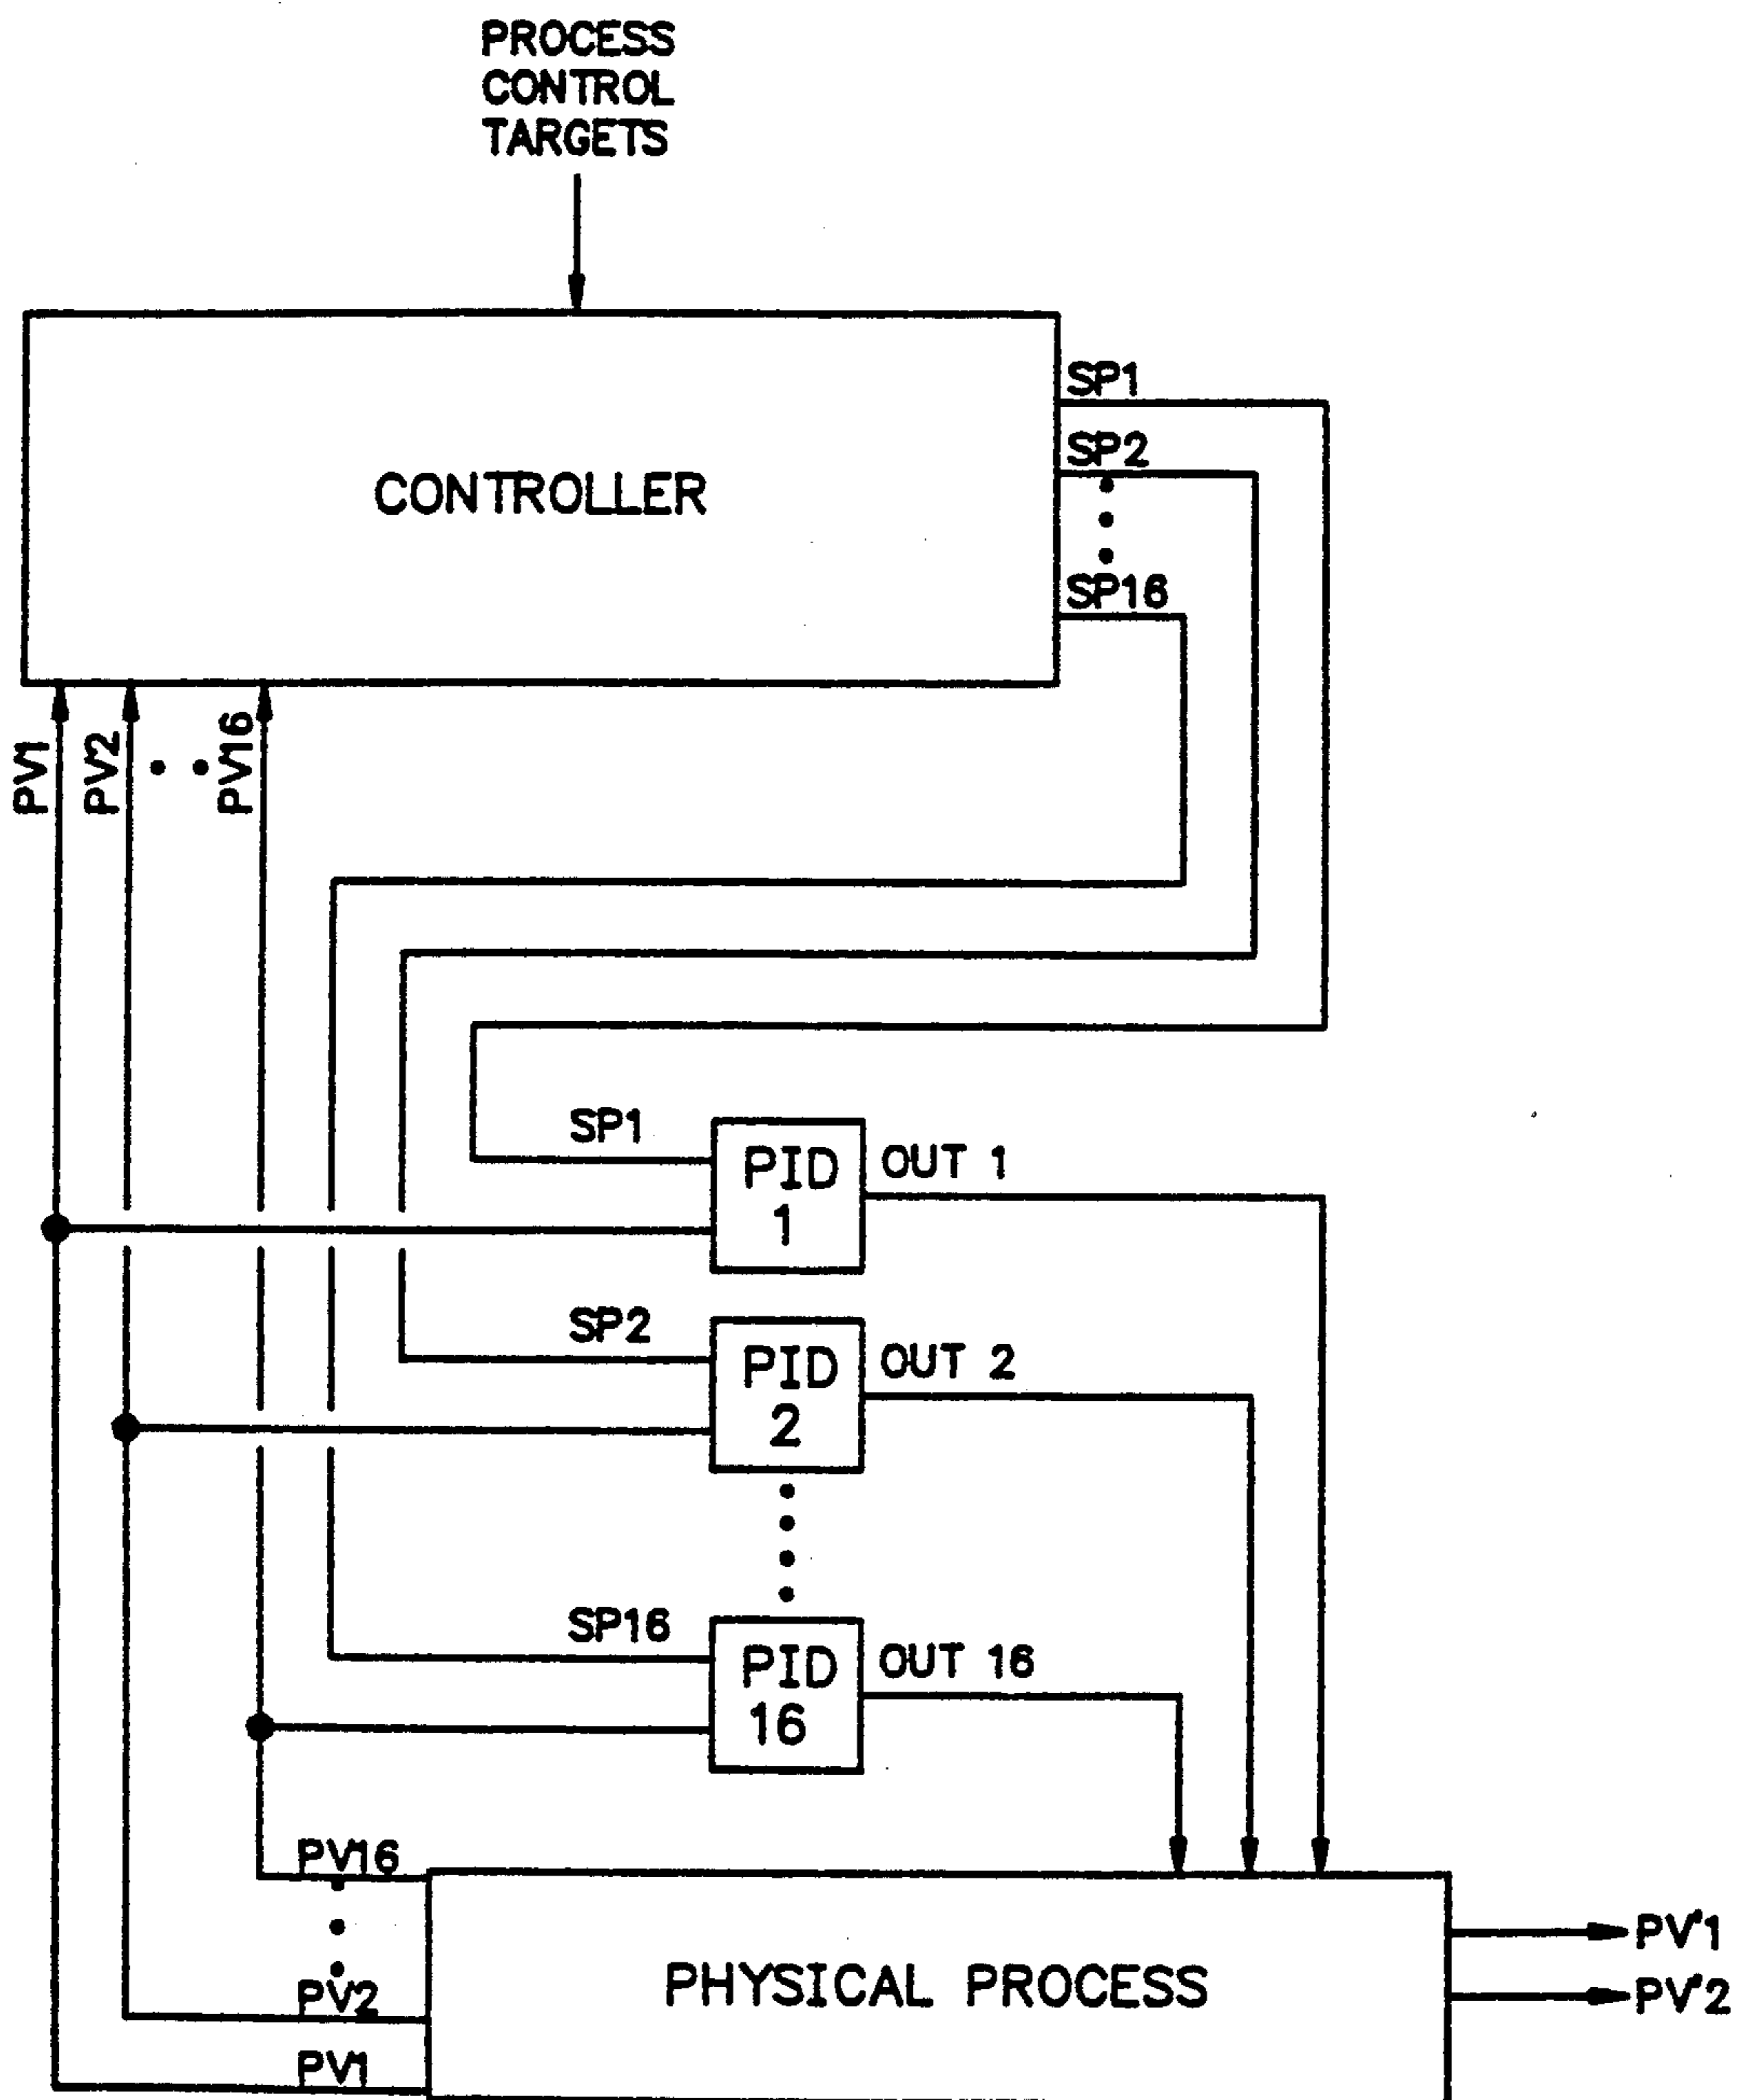 PROCESS
CONTROL
TARGETS
SP1
SP2
CONTROLLER
SP16
PV1
PV2
PV16
SP1
PID
1
OUT 1
SP2
PID
2
OUT 2
SP16
PID
16
OUT 16
PV16
PV2
PV1
PHYSICAL PROCESS
PV'1
PV'2